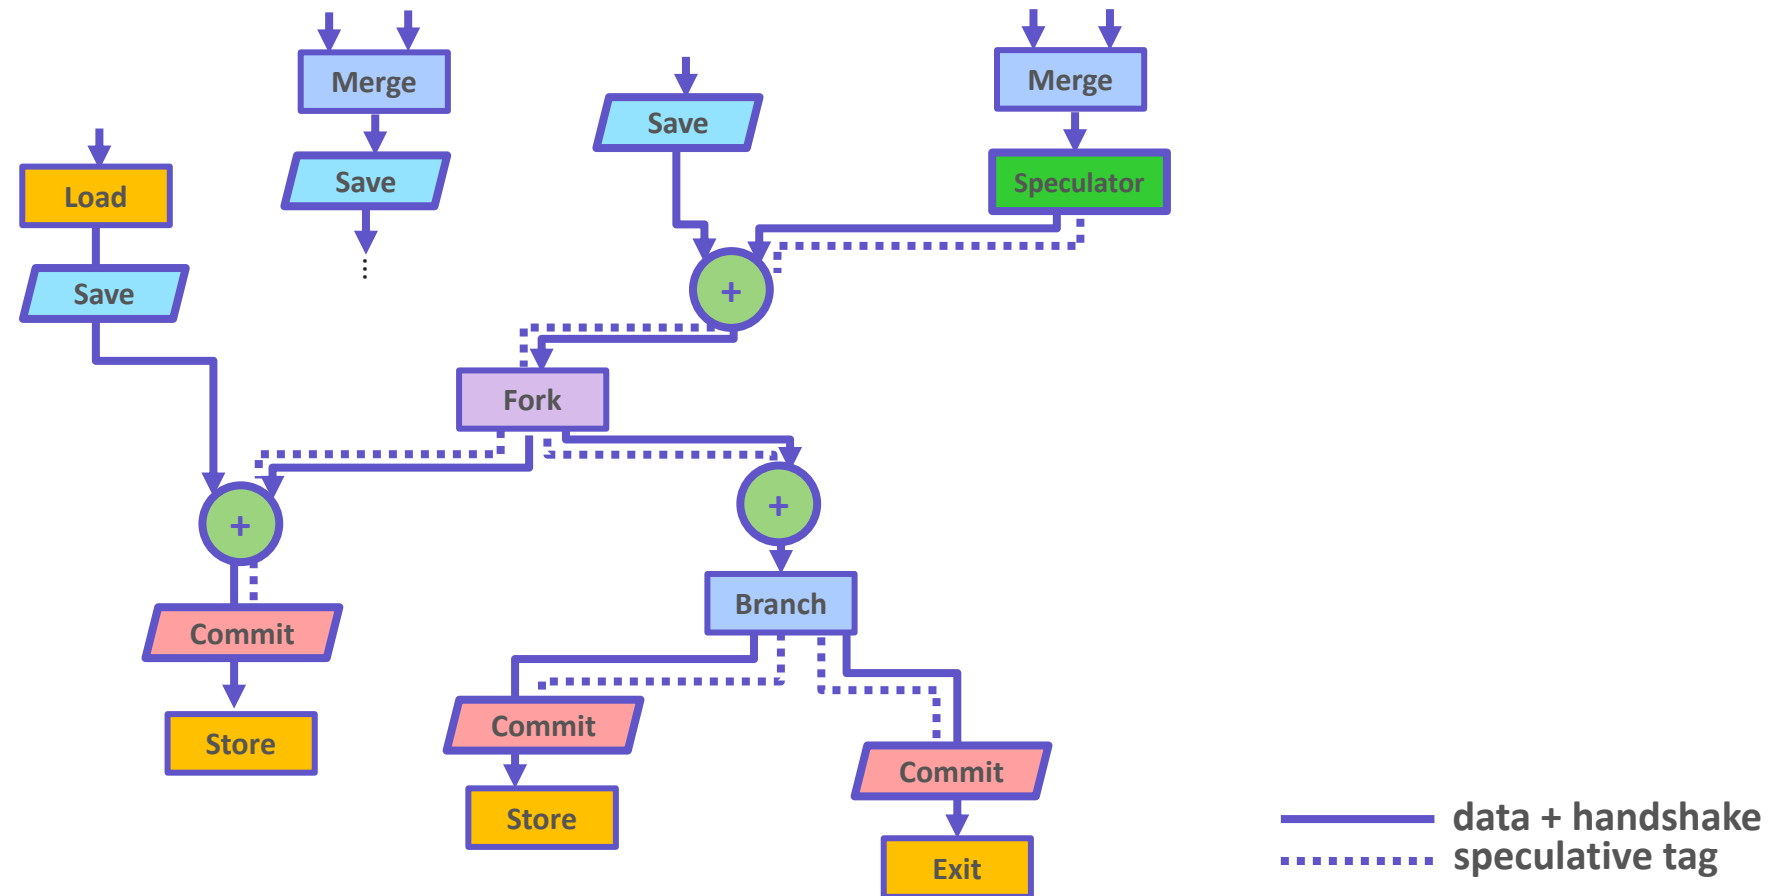 Merge
Merge
Save
Load
Save
Speculator
Save
+
Fork
+
+
Branch
Commit
Commit
Store
Commit
Store
Exit
data + handshake
speculative tag